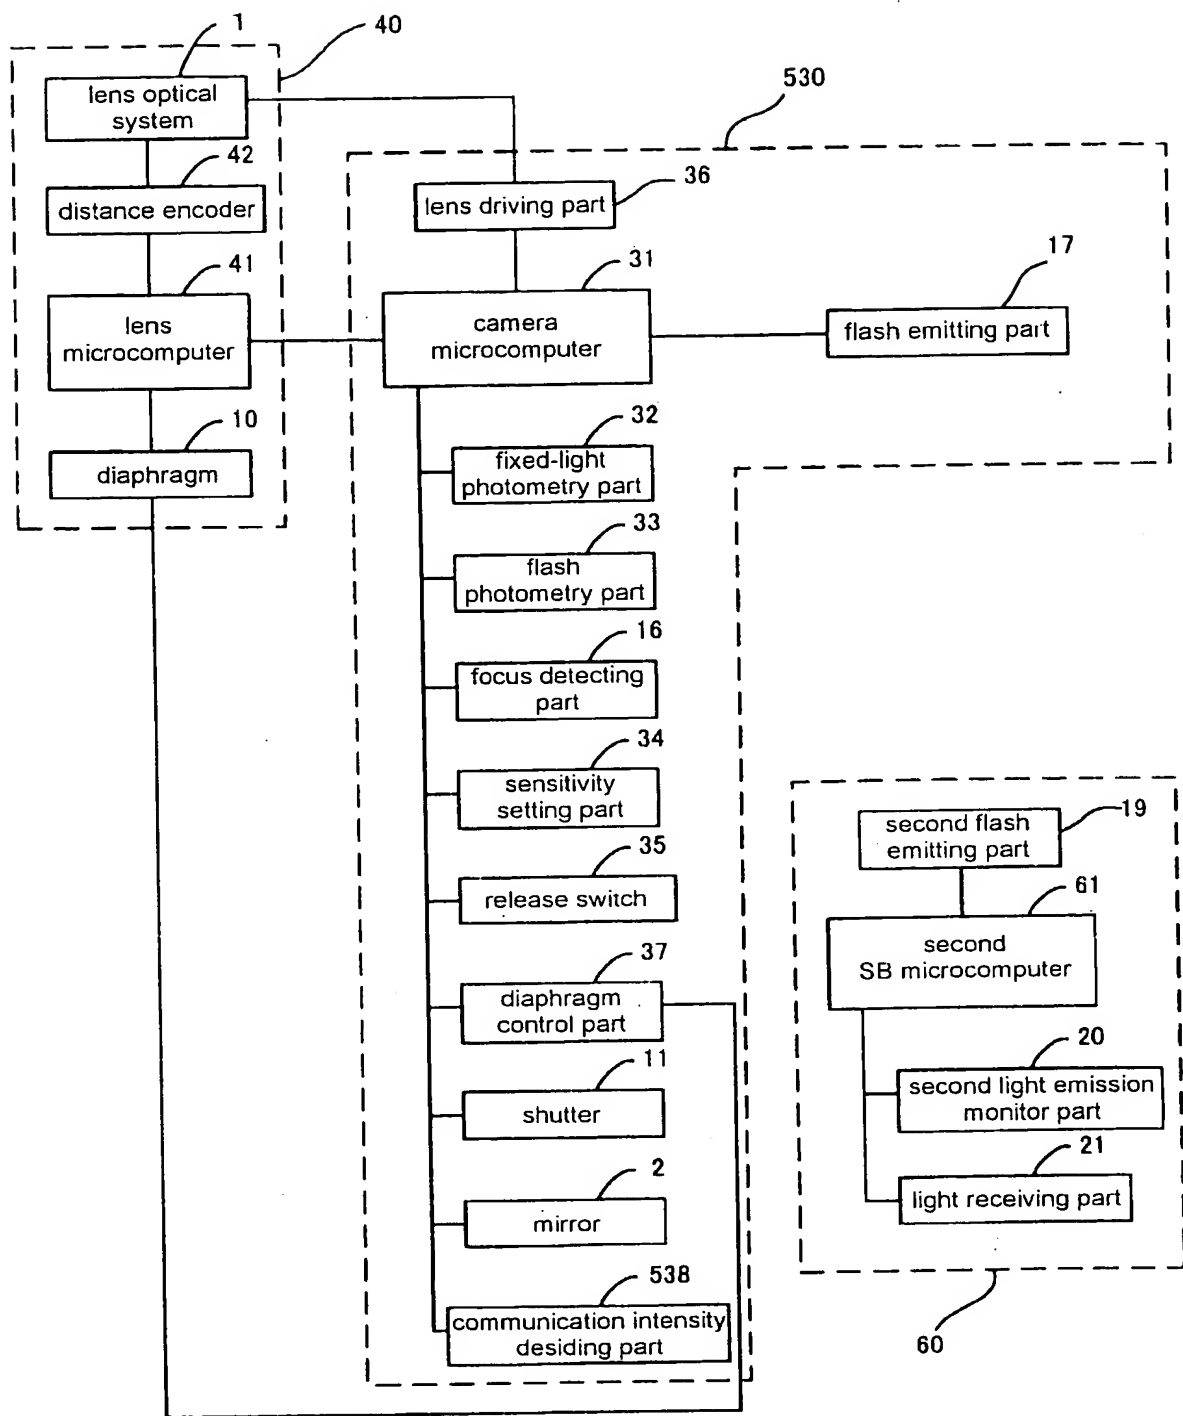 1
40
lens optical
system
530
42
36
distance encoder
lens driving part
41
31
17
lens
microcomputer
camera
microcomputer
flash emitting part
10
32
diaphragm
fixed-light
photometry part
33
flash
photometry part
16
focus detecting
part
34
sensitivity
setting part
second flash
emitting part
19
35
release switch
61
second
SB microcomputer
37
diaphragm
control part
11
20
shutter
second light emission
monitor part
2
21
mirror
light receiving part
538
communication intensity
desiding part
60